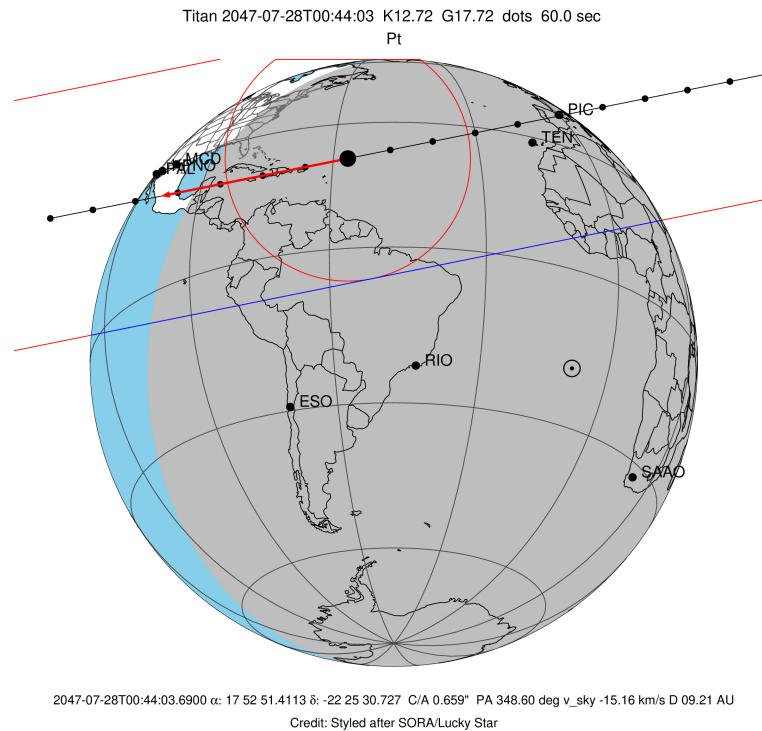 Titan 2047-07-28T00:44:03 K12.72 G17.72 dots 60.0 sec
Pt
PIC
TEN
MCD
PAL
RIO
ESO
SAAO
2047-07-28T00:44:03.6900 α: 17 52 51.4113 δ: -22 25 30.727 C/A 0.659" PA 348.60 deg v_sky -15.16 km/s D 09.21 AU
Credit: Styled after SORA/Lucky Star